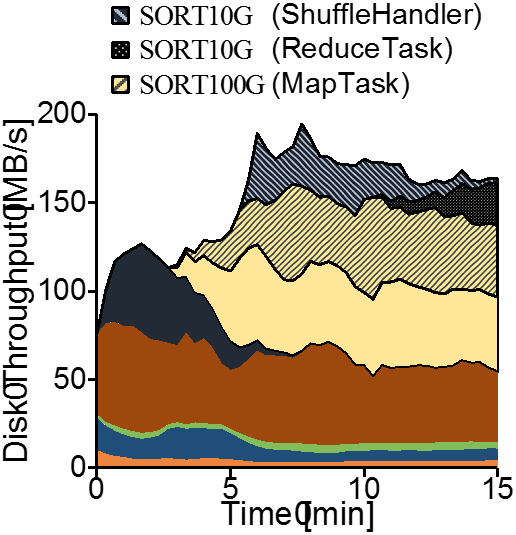 SORT10G (ShuffleHandler)
SORT10G (ReduceTask)
SORT100G (MapTask)
Disk Throughput [MB/s]
200
150
100
50
0
0 5 10 15
Time [min]